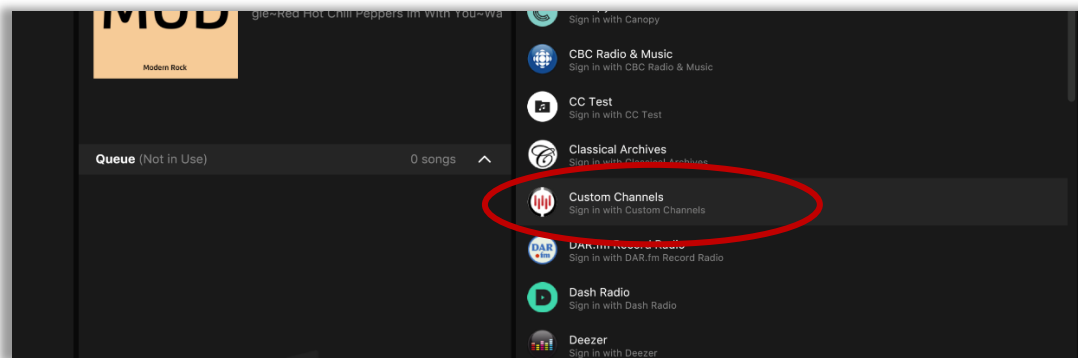 MOD
Modern Rock
gie~Red Hot Chili Peppers Im With You~Wa
Queue (Not in Use)
0 songs
Sign in with Canopy
CBC Radio & Music
Sign in with CBC Radio & Music
CC Test
Sign in with CC Test
Classical Archives
Sign in with Classical Archives
Custom Channels
Sign in with Custom Channels
DAR.fm Record Radio
DAR
.fm
Sign in with DAR.fm Record Radio
Dash Radio
Sign in with Dash Radio
Deezer
Sign in with Deezer